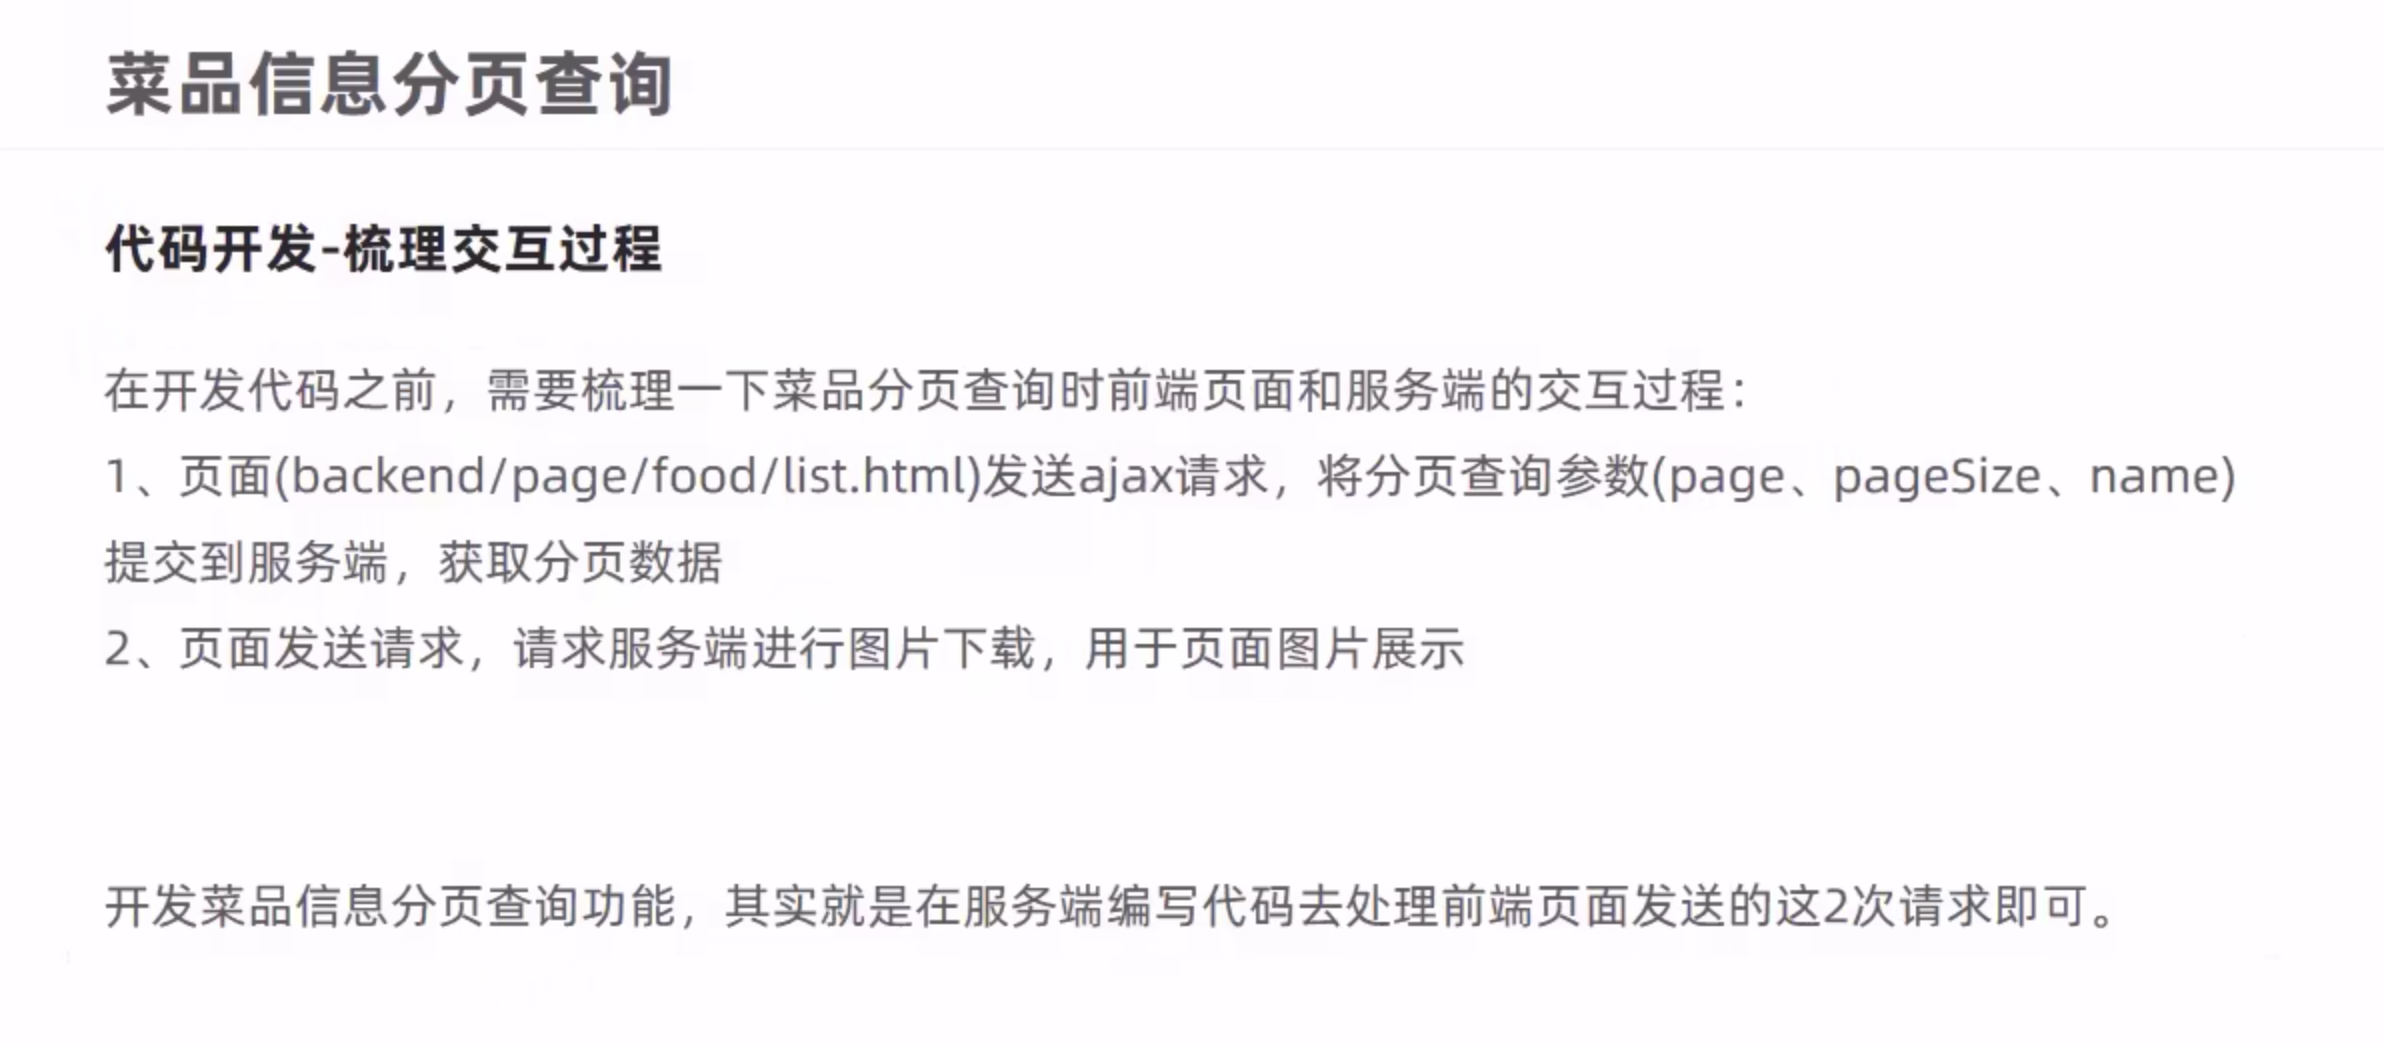 菜品信息分页查询
代码开发-梳理交互过程
在开发代码之前，需要梳理一下菜品分页查询时前端页面和服务端的交互过程：
1、页面(backend/page/food/list.html)发送ajax请求，将分页查询参数(page、pageSize、name)
提交到服务端，获取分页数据
2、页面发送请求，请求服务端进行图片下载，用于页面图片展示
开发菜品信息分页查询功能，其实就是在服务端编写代码去处理前端页面发送的这2次请求即可。